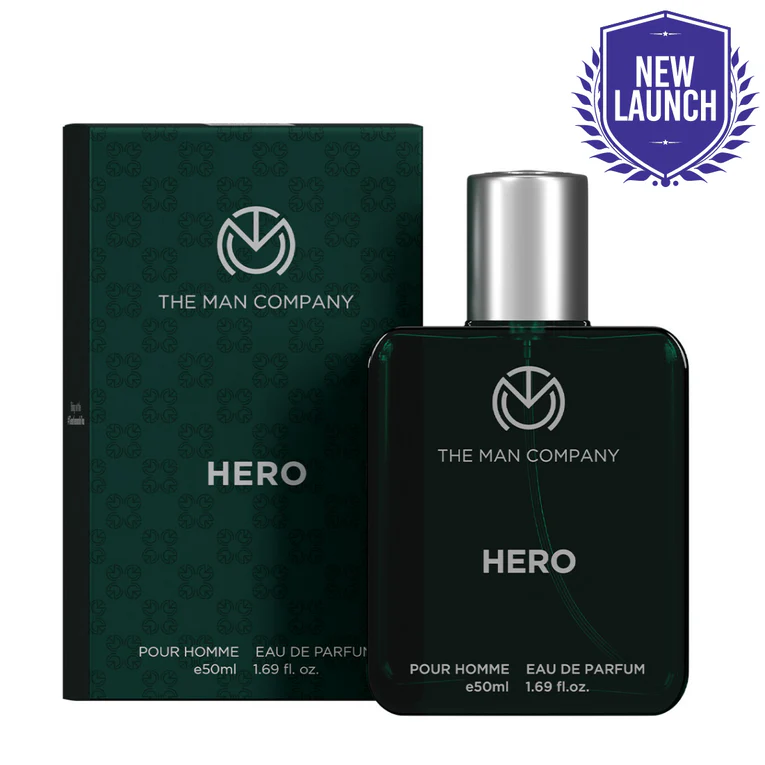 NEW
LAUNCH
THE MAN COMPANY
HERO
POUR HOMME EAU DE PARFUM
e50ml 1.69 fl. oz.
THE MAN COMPANY
HERO
POUR HOMME EAU DE PARFUM
e50ml 1.69 fl.oz.